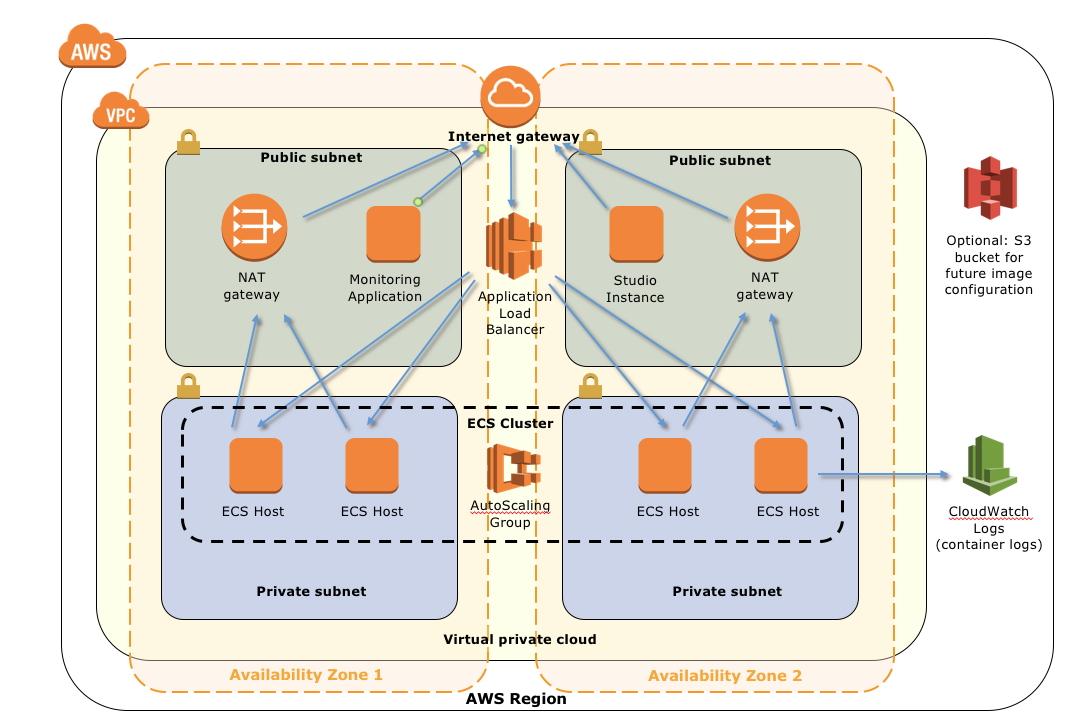 AWS
VPC
Internet gateway
Public subnet
Public subnet
NAT
gateway
Monitoring
Application
Application
Load
Balancer
Studio
Instance
NAT
gateway
Optional: S3
bucket for
future image
configuration
ECS Cluster
ECS Host
ECS Host
AutoScaling
Group
ECS Host
ECS Host
CloudWatch
Logs
(container logs)
Private subnet
Private subnet
Virtual private cloud
Availability Zone 1
Availability Zone 2
AWS Region